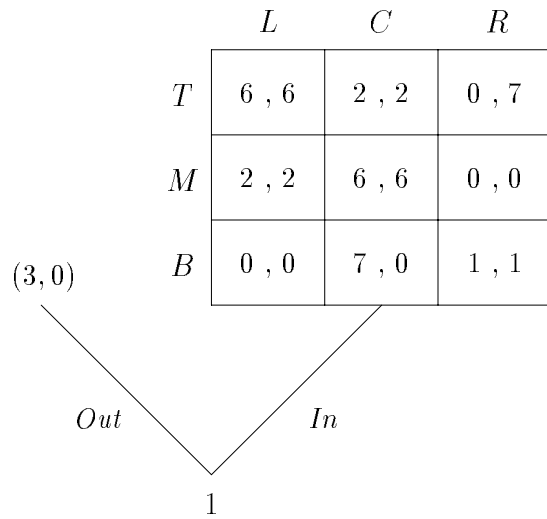 L C R
T 6 , 6 2 , 2 0 , 7
M 2 , 2 6 , 6 0 , 0
B 0 , 0 7 , 0 1 , 1
(3, 0)
Out In
1